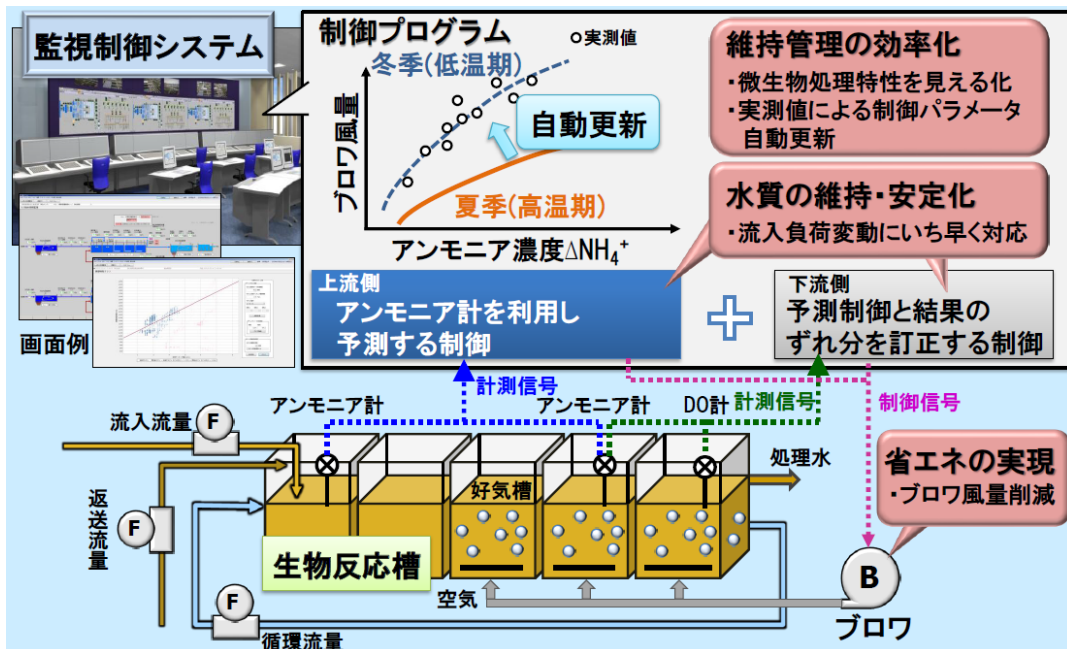 監視制御システム
制御プログラム
実測値
冬季(低温期)
自動更新
夏季(高温期)
ブロワ風量
アンモニア濃度ΔNH₄⁺
維持管理の効率化
・微生物処理特性を見える化
・実測値による制御パラメータ
自動更新
水質の維持・安定化
・流入負荷変動にいち早く対応
画面例
上流側
アンモニア計を利用し
予測する制御
下流側
予測制御と結果の
ずれ分を訂正する制御
計測信号
計測信号
制御信号
アンモニア計
アンモニア計
DO計
流入流量
F
処理水
省エネの実現
・ブロワ風量削減
返送流量
F
好気槽
生物反応槽
空気
B
ブロワ
F
循環流量